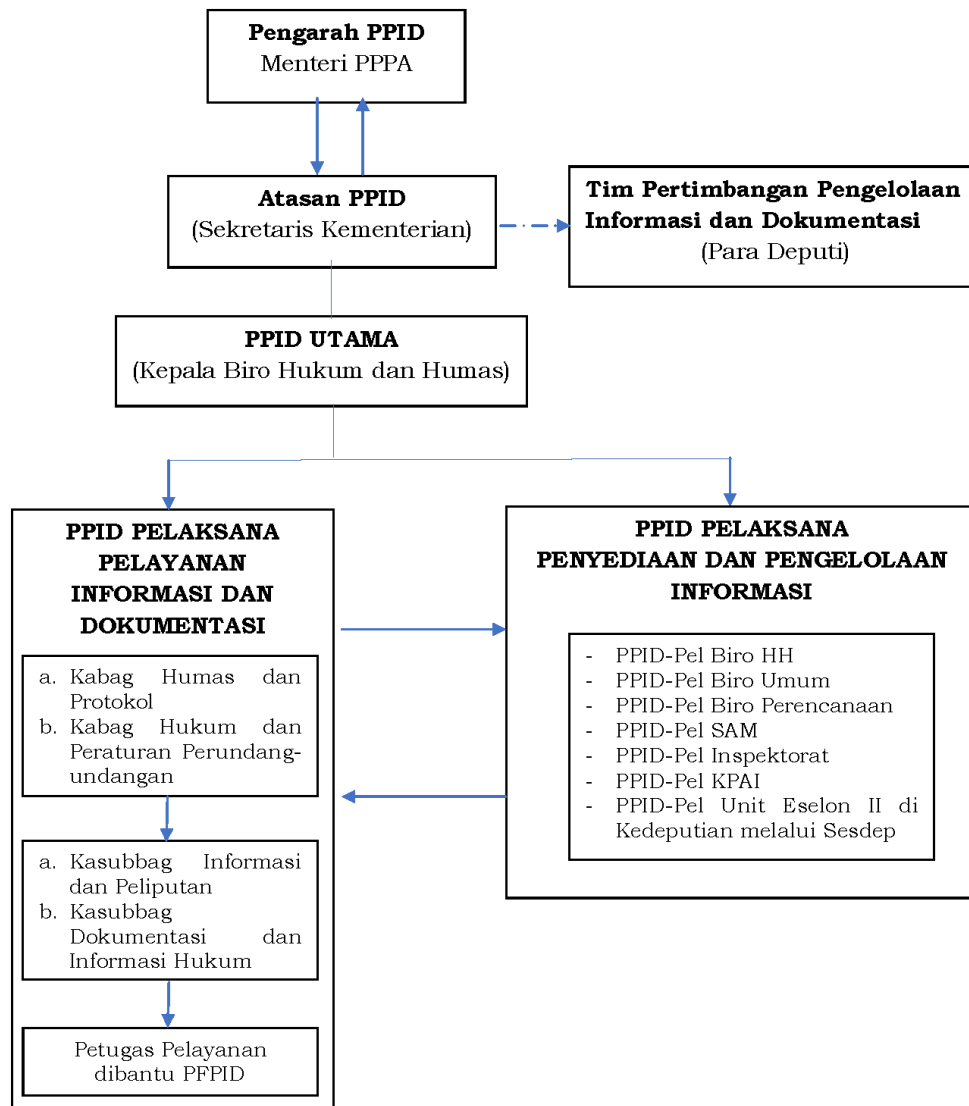 Pengarah PPID
Menteri PPPA
Atasan PPID
(Sekretaris Kementerian)
Tim Pertimbangan Pengelolaan
Informasi dan Dokumentasi
(Para Deputi)
PPID UTAMA
(Kepala Biro Hukum dan Humas)
PPID PELAKSANA
PELAYANAN
INFORMASI DAN
DOKUMENTASI
a. Kabag Humas dan
Protokol
b. Kabag Hukum dan
Peraturan Perundang-
undangan
a. Kasubbag Informasi
dan Peliputan
b. Kasubbag
Dokumentasi dan
Informasi Hukum
Petugas Pelayanan
dibantu PFPID
PPID PELAKSANA
PENYEDIAAN DAN PENGELOLAAN
INFORMASI
- PPID-Pel Biro HH
- PPID-Pel Biro Umum
- PPID-Pel Biro Perencanaan
- PPID-Pel SAM
- PPID-Pel Inspektorat
- PPID-Pel KPAI
- PPID-Pel Unit Eselon II di
Kedeputian melalui Sesdep